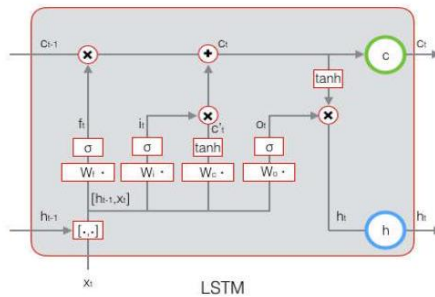 cₜ₋₁
×
+
cₜ
c
cₜ
tanh
×
×
fₜ
iₜ
c'ₜ
oₜ
σ
σ
tanh
σ
Wf ·
Wi ·
Wc ·
Wo ·
[hₜ₋₁,xₜ]
hₜ₋₁
[·,·]
hₜ
h
hₜ
xₜ
LSTM